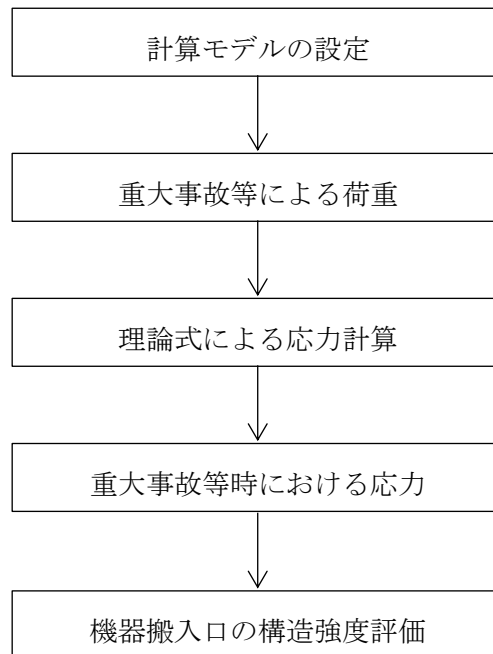 計算モデルの設定
重大事故等による荷重
理論式による応力計算
重大事故等時における応力
機器搬入口の構造強度評価